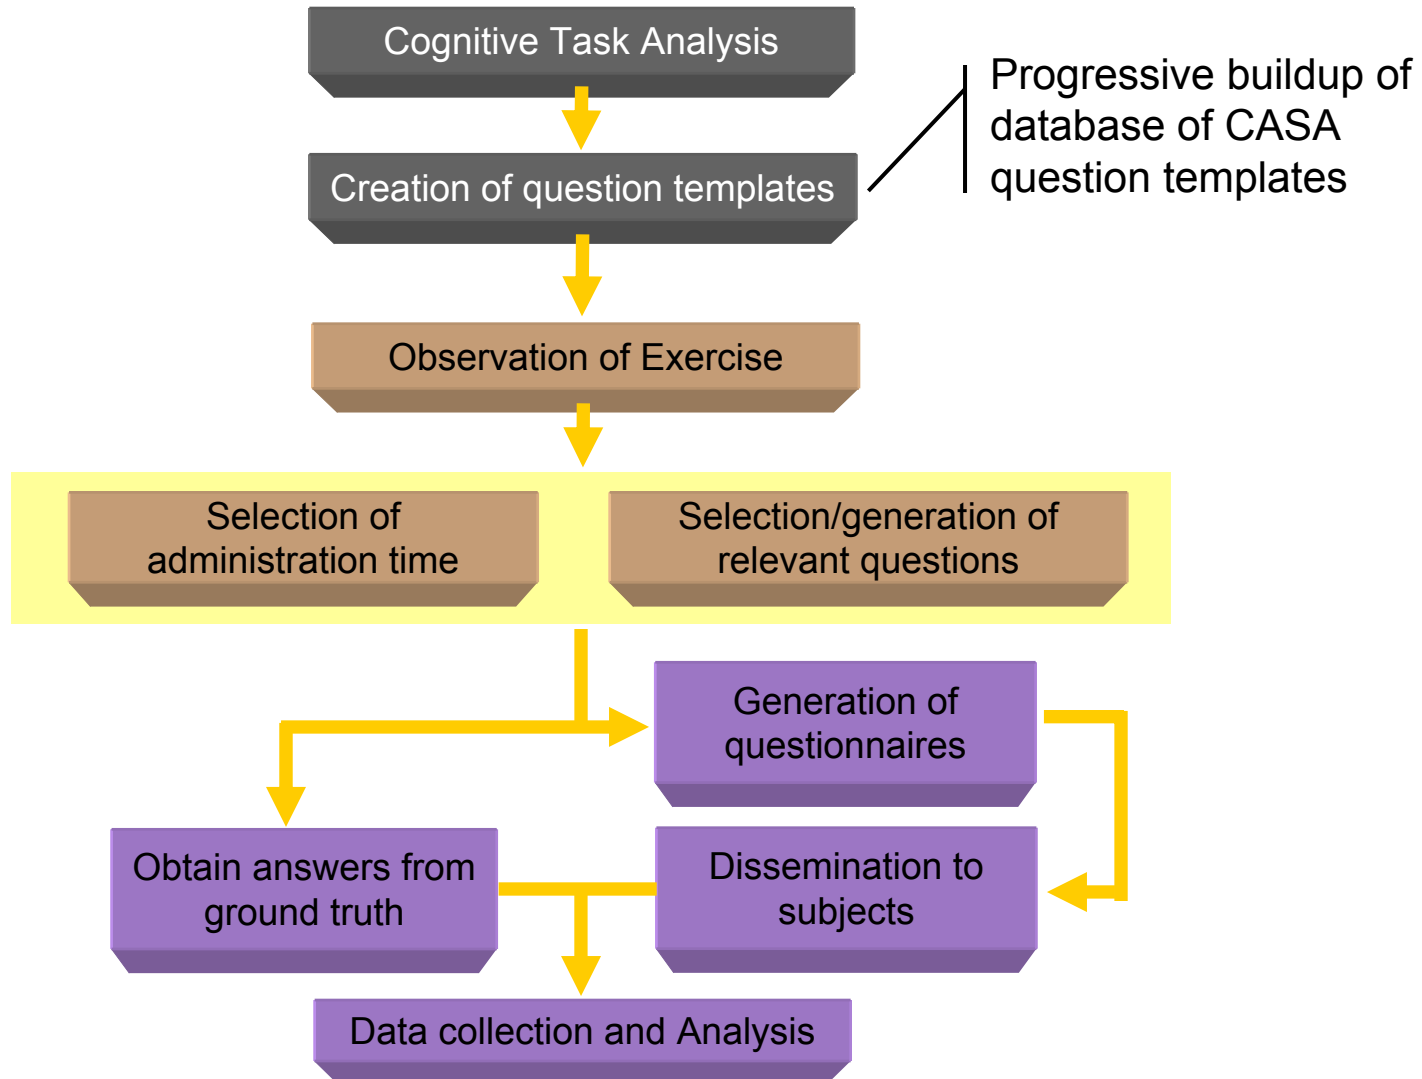 Cognitive Task Analysis
Progressive buildup of
database of CASA
question templates
Creation of question templates
Observation of Exercise
Selection of
administration time
Selection/generation of
relevant questions
Generation of
questionnaires
Obtain answers from
ground truth
Dissemination to
subjects
Data collection and Analysis